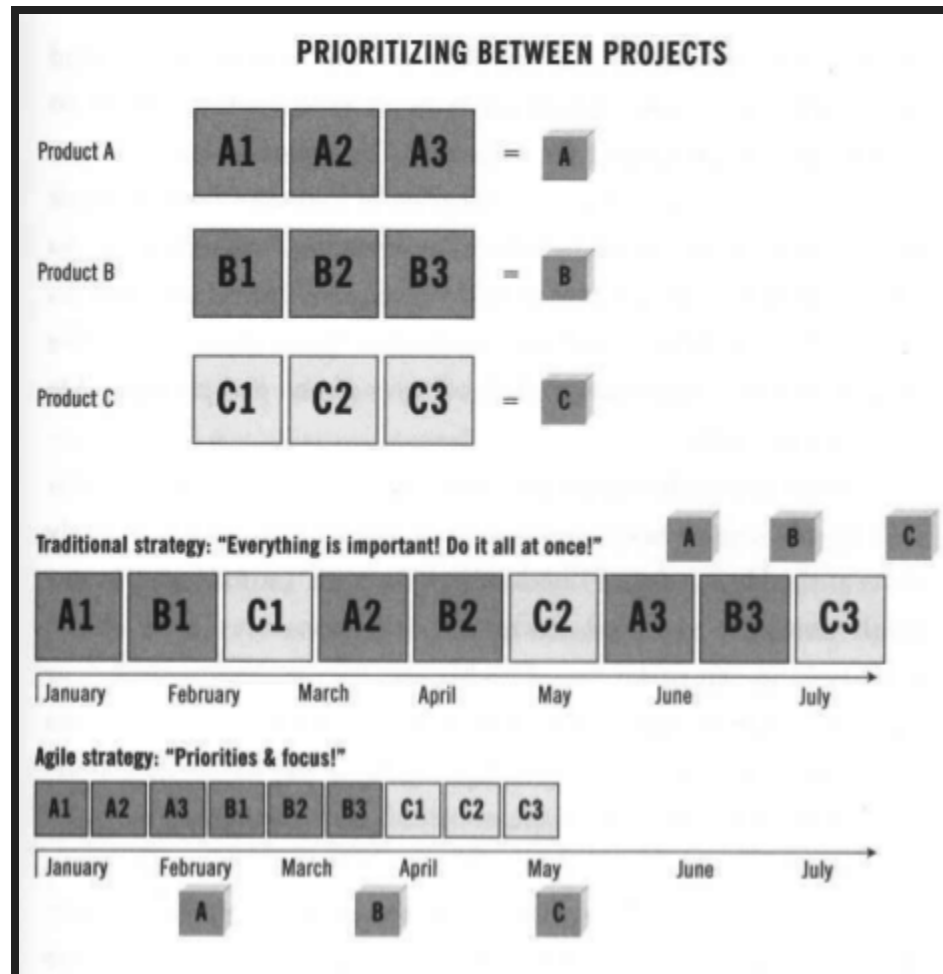 PRIORITIZING BETWEEN PROJECTS
Product A A1 A2 A3 = A
Product B B1 B2 B3 = B
Product C C1 C2 C3 = C
A B C
Traditional strategy: "Everything is important! Do it all at once!"
A1 B1 C1 A2 B2 C2 A3 B3 C3
January February March April May June July
Agile strategy: "Priorities & focus!"
A1 A2 A3 B1 B2 B3 C1 C2 C3
January February March April May June July
A B C